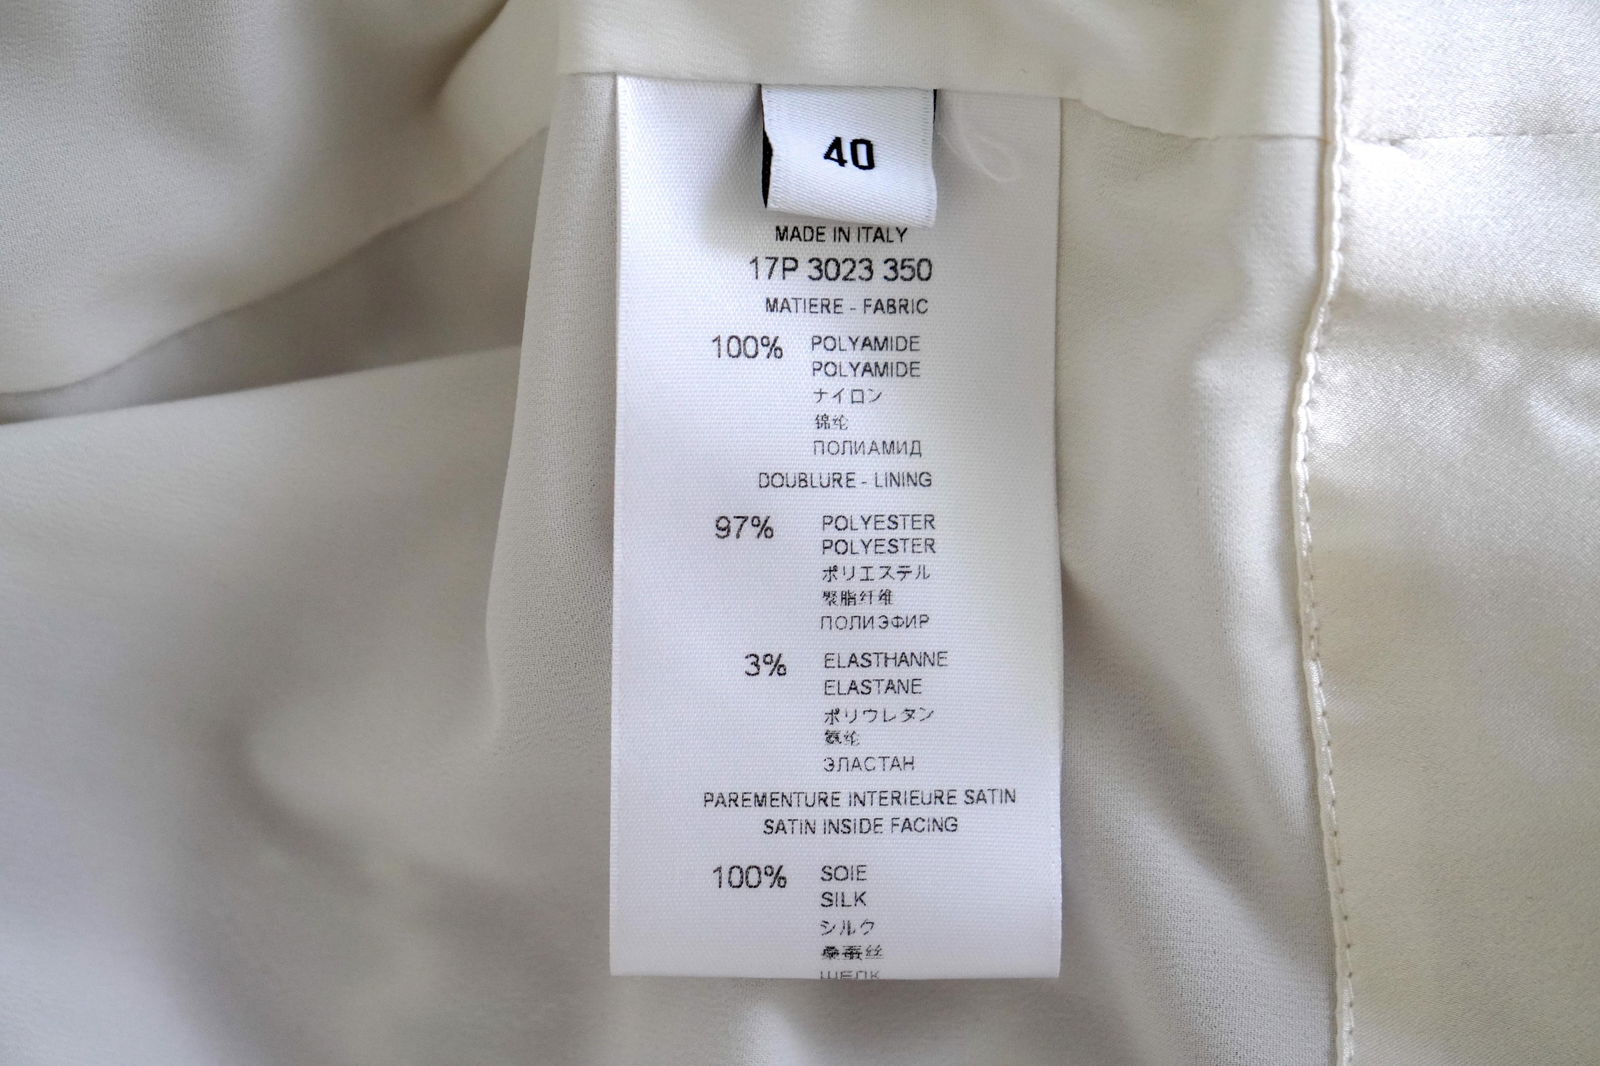 40
MADE IN ITALY
17P 3023 350
MATIERE - FABRIC
100% POLYAMIDE
POLYAMIDE
ナイロン
锦纶
ПОЛИАМИД
DOUBLURE - LINING
97% POLYESTER
POLYESTER
ポリエステル
聚脂纤维
ПОЛИЭФИР
3% ELASTHANNE
ELASTANE
ポリウレタン
氨纶
ЭЛАСТАН
PAREMENTURE INTERIEURE SATIN
SATIN INSIDE FACING
100% SOIE
SILK
シルク
桑蚕丝
ШЕЛК